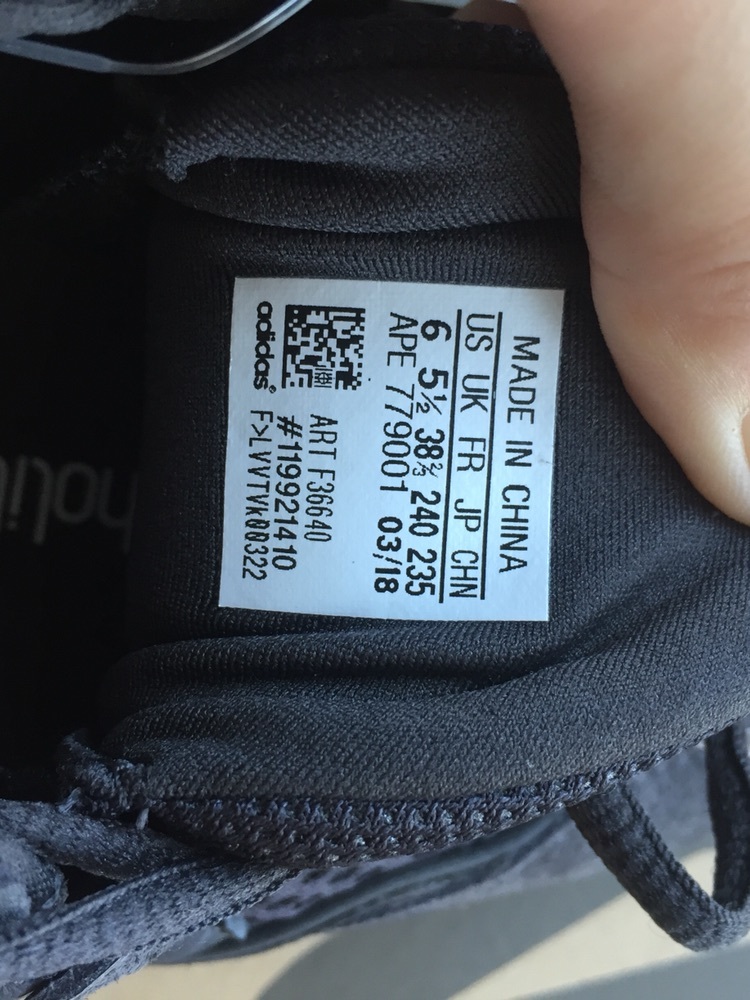 MADE IN CHINA
US UK FR JP CHN
6 5½ 38⅔ 240 235
APE 779001 03/18
ART F36640
#119921410
F>LVVTVK00322
adidas®